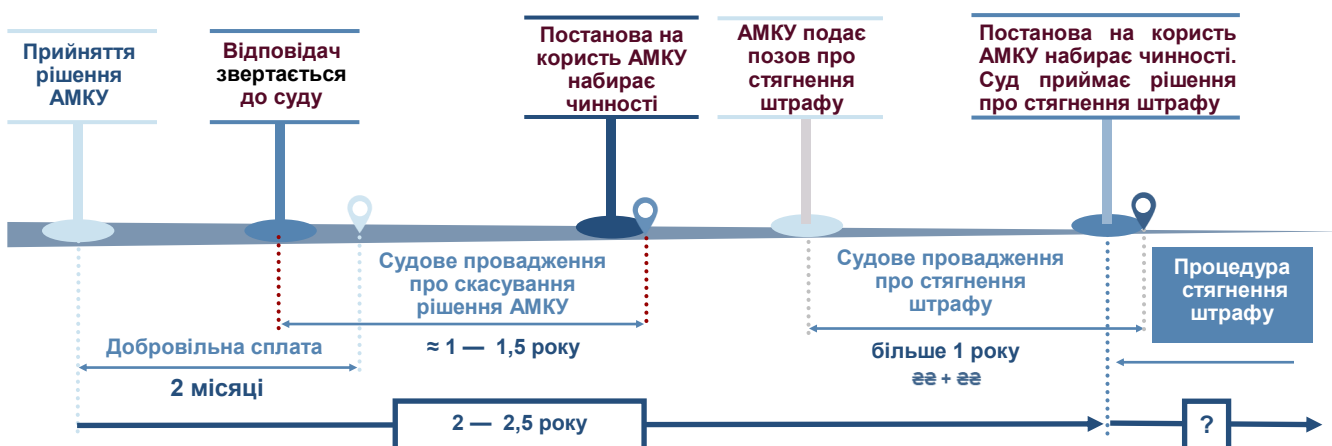 Прийняття
рішення
АМКУ
Відповідач
звертається
до суду
Постанова на
користь АМКУ
набирає
чинності
АМКУ подає
позов про
стягнення
штрафу
Постанова на користь
АМКУ набирає чинності.
Суд приймає рішення
про стягнення штрафу
Судове провадження
про скасування
рішення АМКУ
Судове провадження
про стягнення
штрафу
Процедура
стягнення
штрафу
Добровільна сплата
2 місяці
≈ 1 — 1,5 року
більше 1 року
₴₴ + ₴₴
2 — 2,5 року
?